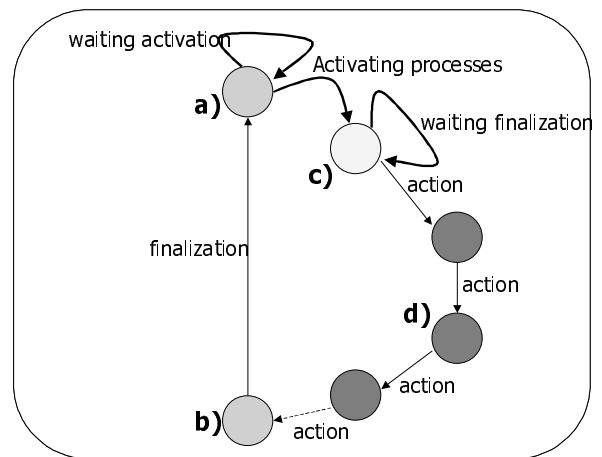 waiting activation
Activating processes
a)
waiting finalization
c)
action
finalization
action
d)
action
b)
action